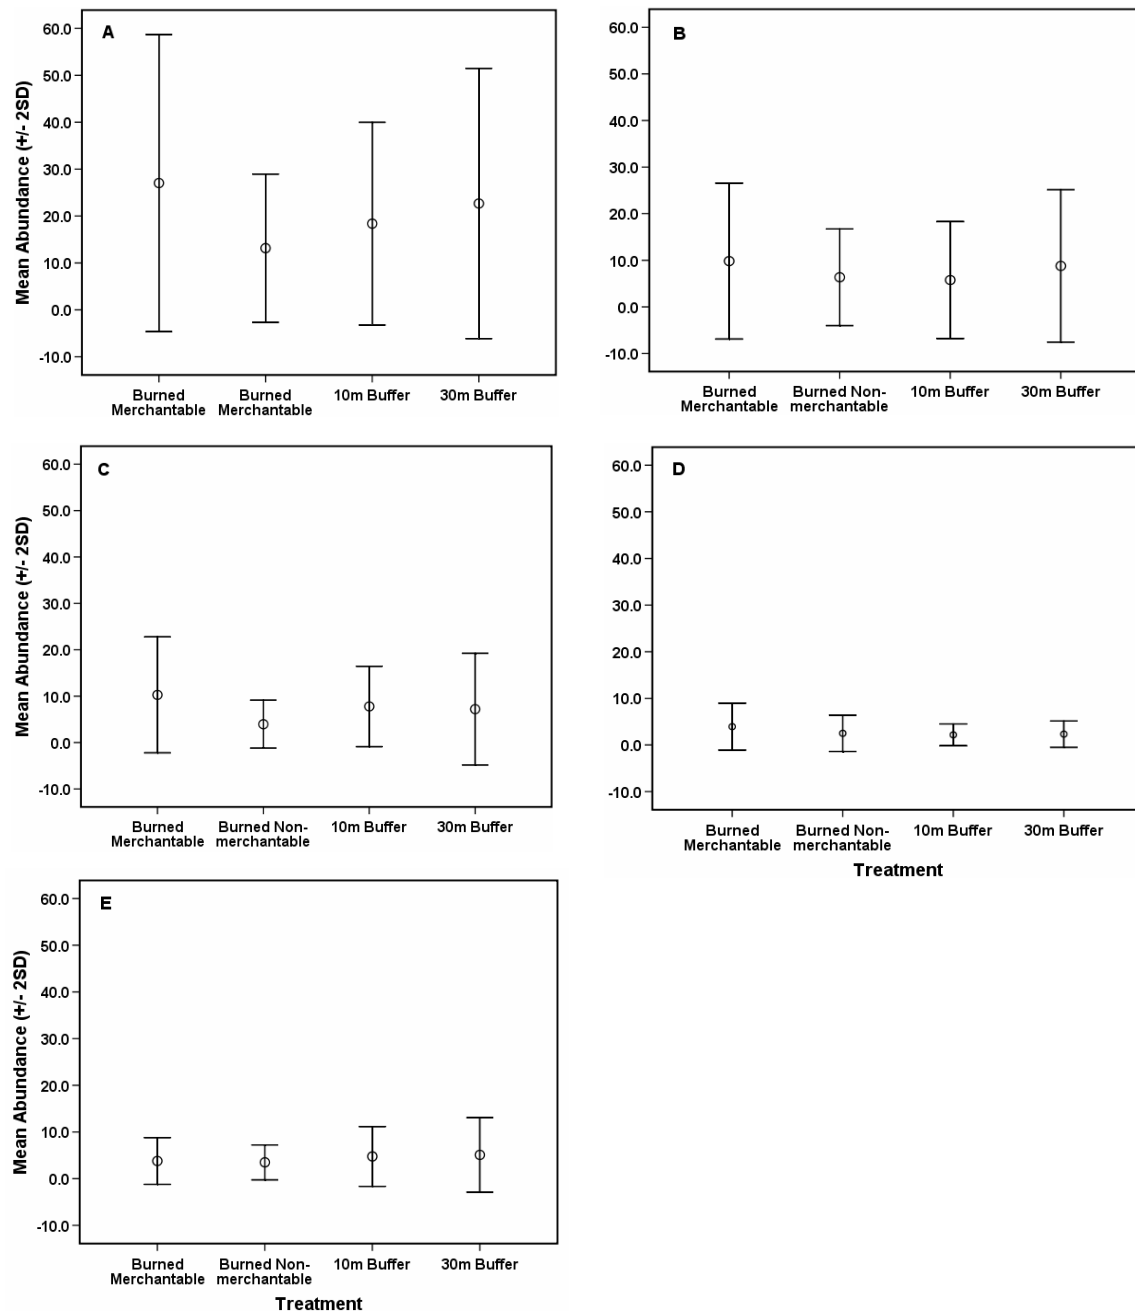 A
Mean Abundance (+/- 2SD)
60.0
50.0
40.0
30.0
20.0
10.0
0.0
-10.0
Burned Merchantable
Burned Merchantable
10m Buffer
30m Buffer
B
60.0
50.0
40.0
30.0
20.0
10.0
0.0
-10.0
Burned Merchantable
Burned Non-
merchantable
10m Buffer
30m Buffer
C
Mean Abundance (+/- 2SD)
60.0
50.0
40.0
30.0
20.0
10.0
0.0
-10.0
Burned
Merchantable
Burned Non-
merchantable
10m Buffer
30m Buffer
D
60.0
50.0
40.0
30.0
20.0
10.0
0.0
-10.0
Burned
Merchantable
Burned Non-
merchantable
10m Buffer
30m Buffer
Treatment
E
Mean Abundance (+/- 2SD)
60.0
50.0
40.0
30.0
20.0
10.0
0.0
-10.0
Burned
Merchantable
Burned Non-
merchantable
10m Buffer
30m Buffer
Treatment